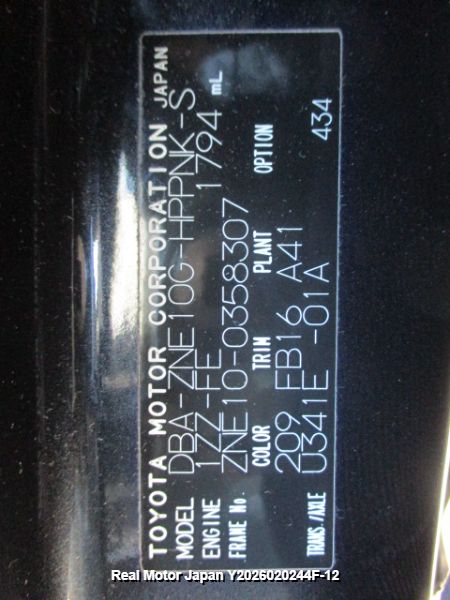 TOYOTA MOTOR CORPORATION JAPAN
MODEL DBA-ZNE10G-HPPNK-S
ENGINE 1ZZ-FE 1794 mL
FRAME No. ZNE10-0358307
COLOR TRIM PLANT OPTION
209 FB16 A41
TRANS./AXLE U341E -01A 434
Real Motor Japan Y2026020244F-12